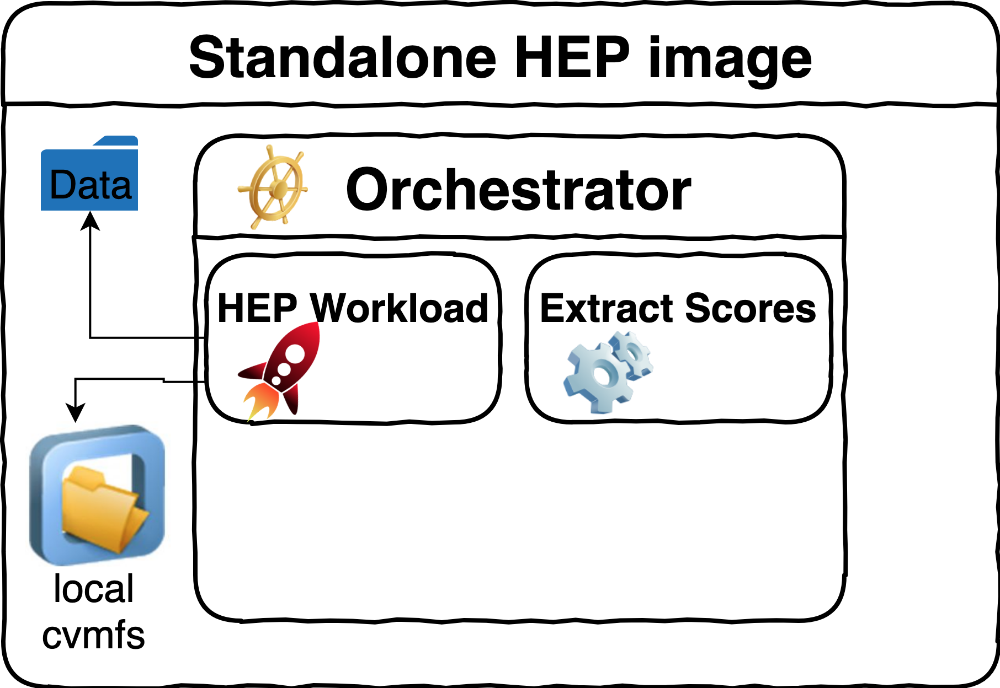 Standalone HEP image
Data
Orchestrator
HEP Workload
Extract Scores
local
cvmfs